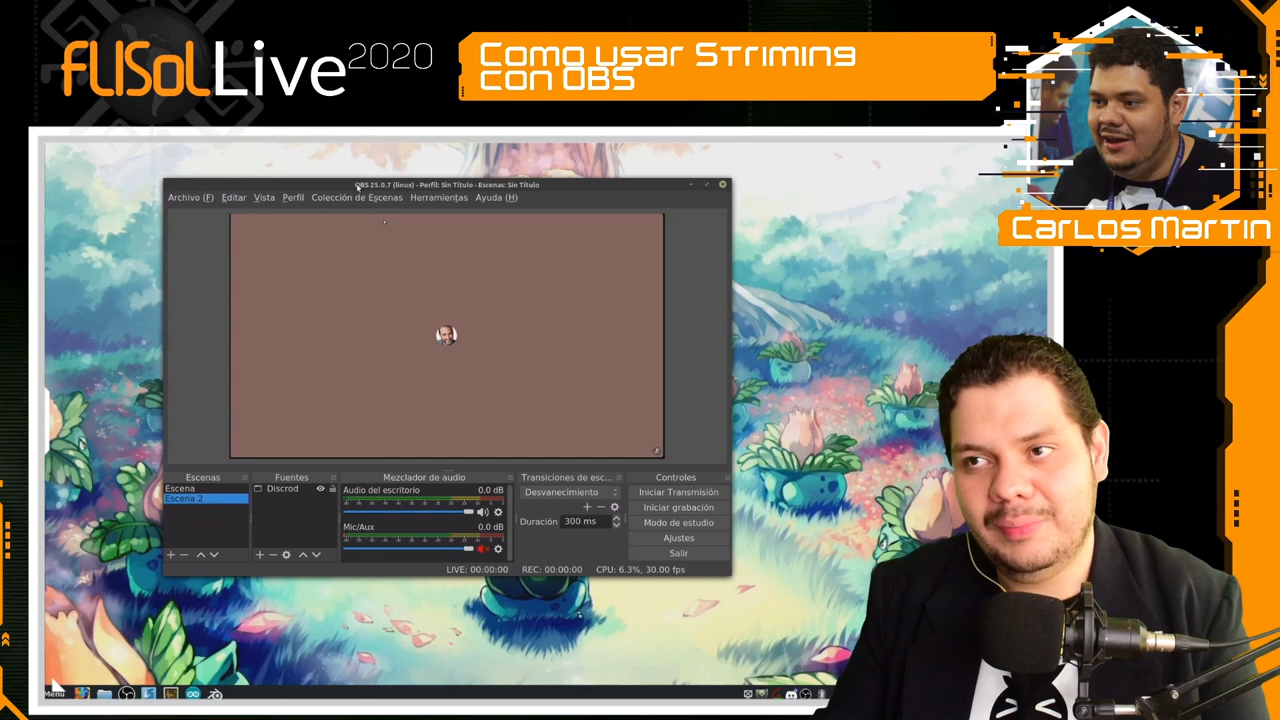 FLISoL Live 2020
Como usar Striming
con OBS
Carlos Martin
OBS 25.0.7 (linux) - Perfil: Sin Título - Escenas: Sin Título
Archivo (F) Editar Vista Perfil Colección de Escenas Herramientas Ayuda (H)
Escenas Fuentes Mezclador de audio Transiciones de esc... Controles
Escena
Escena 2
Discrod
Audio del escritorio 0.0 dB
Mic/Aux 0.0 dB
Desvanecimiento
Duración 300 ms
Iniciar Transmisión
Iniciar grabación
Modo de estudio
Ajustes
Salir
LIVE: 00:00:00 REC: 00:00:00 CPU: 6.3%, 30.00 fps
Menu